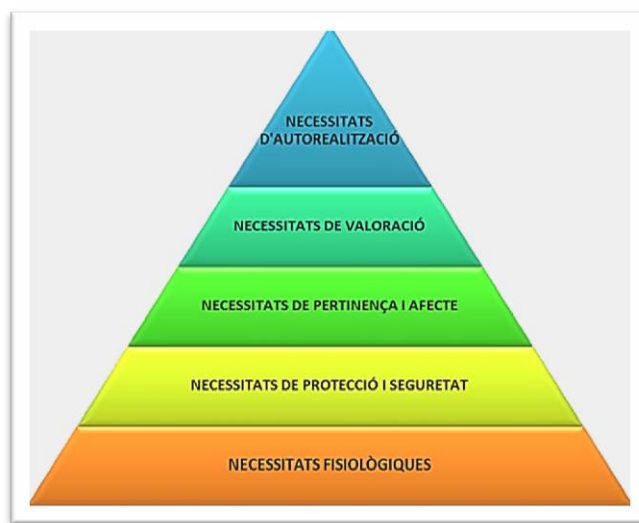 NECESSITATS
D'AUTOREALITZACIÓ
NECESSITATS DE VALORACIÓ
NECESSITATS DE PERTINENÇA I AFECTE
NECESSITATS DE PROTECCIÓ I SEGURETAT
NECESSITATS FISIOLÒGIQUES